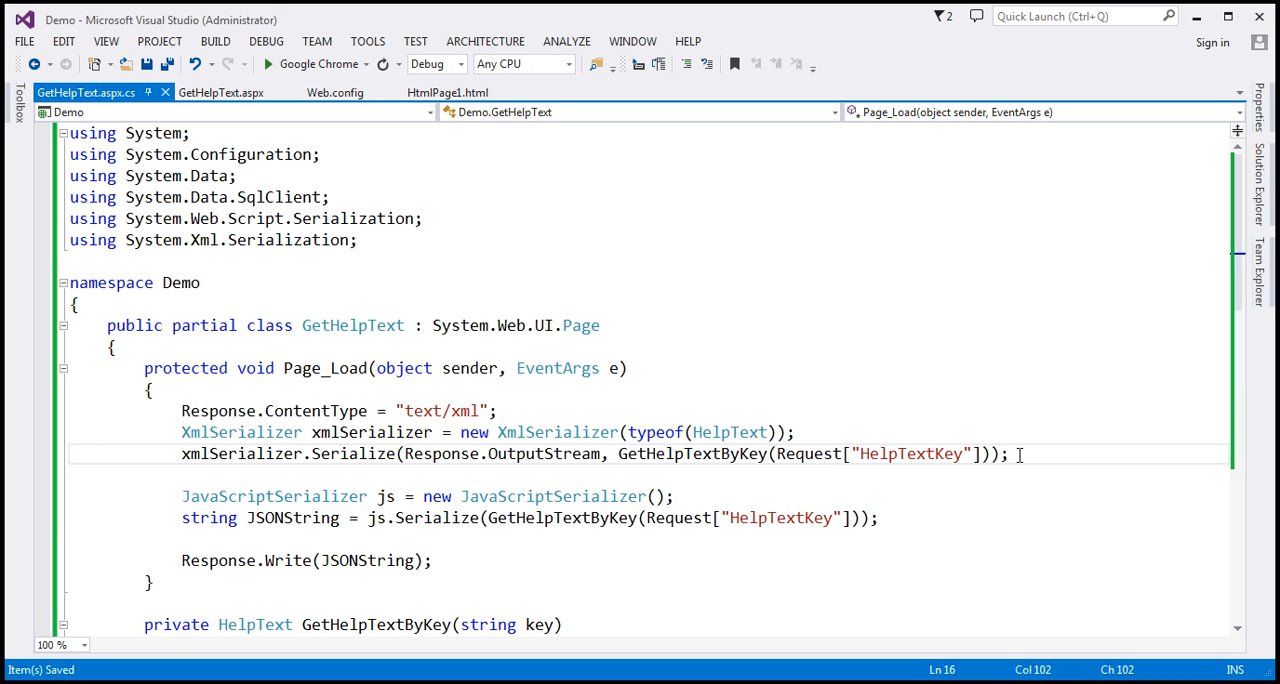 Demo - Microsoft Visual Studio (Administrator)
2
Quick Launch (Ctrl+Q)
FILE EDIT VIEW PROJECT BUILD DEBUG TEAM TOOLS TEST ARCHITECTURE ANALYZE WINDOW HELP
Sign in
Google Chrome Debug Any CPU
Toolbox
GetHelpText.aspx.cs GetHelpText.aspx Web.config HtmlPage1.html
Demo Demo.GetHelpText Page_Load(object sender, EventArgs e)
using System;
using System.Configuration;
using System.Data;
using System.Data.SqlClient;
using System.Web.Script.Serialization;
using System.Xml.Serialization;
namespace Demo
{
public partial class GetHelpText : System.Web.UI.Page
{
protected void Page_Load(object sender, EventArgs e)
{
Response.ContentType = "text/xml";
XmlSerializer xmlSerializer = new XmlSerializer(typeof(HelpText));
xmlSerializer.Serialize(Response.OutputStream, GetHelpTextByKey(Request["HelpTextKey"]));
JavaScriptSerializer js = new JavaScriptSerializer();
string JSONString = js.Serialize(GetHelpTextByKey(Request["HelpTextKey"]));
Response.Write(JSONString);
}
private HelpText GetHelpTextByKey(string key)
Properties
Solution Explorer
Team Explorer
100 %
Item(s) Saved Ln 16 Col 102 Ch 102 INS